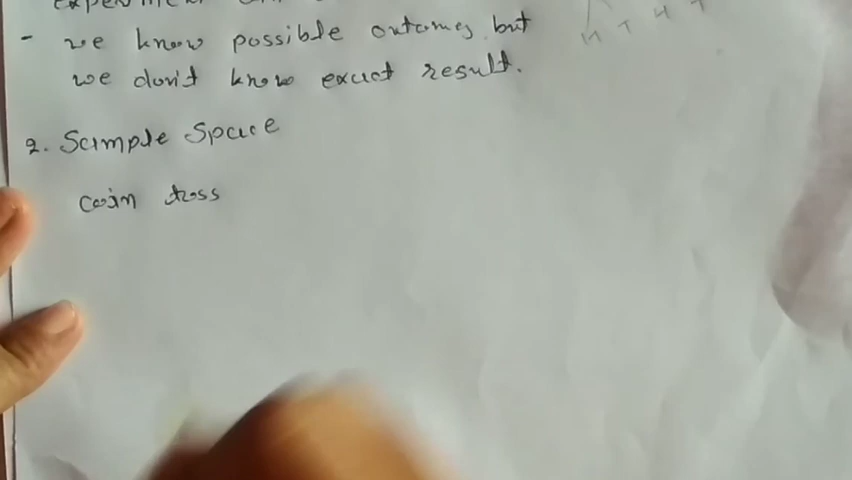 - we know possible outcomes but
we don't know exact result.
H T H T
2. Sample space
coin toss